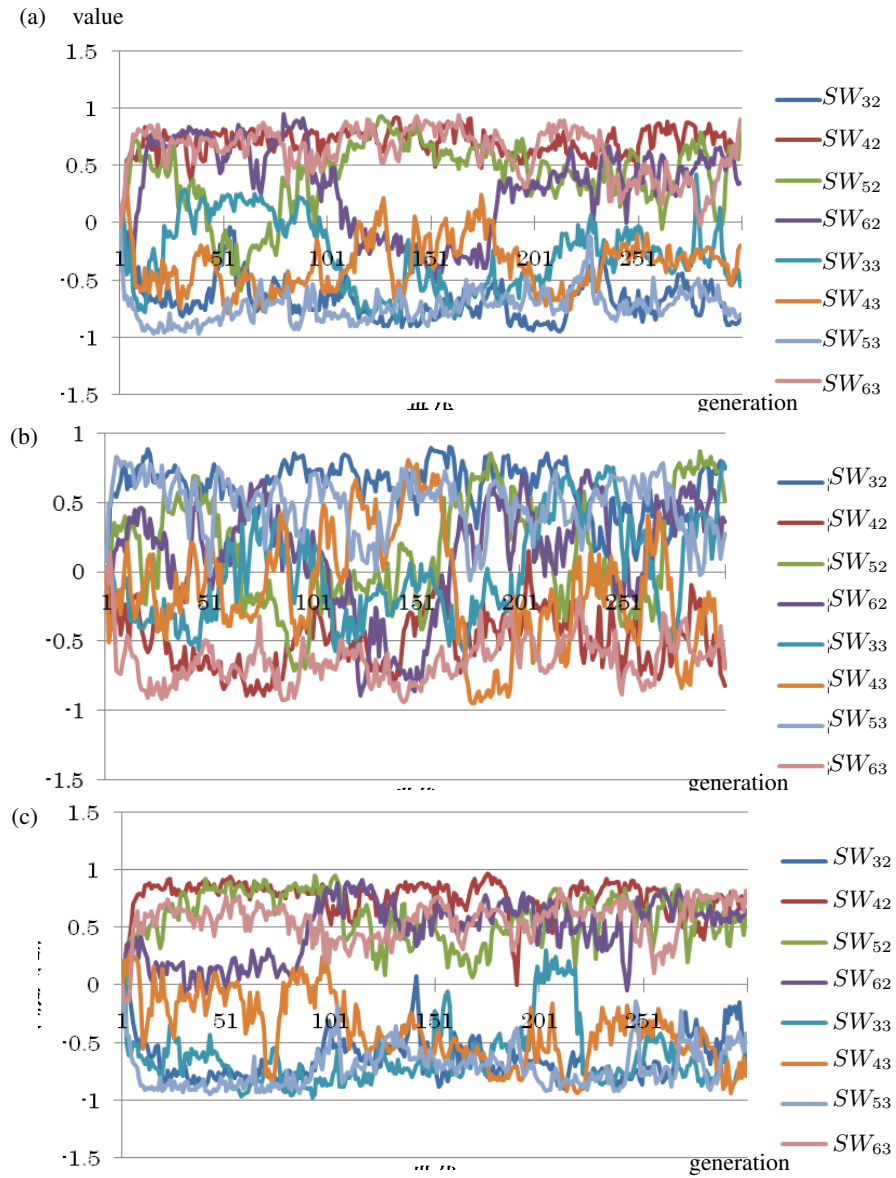 (a) value
1.5
1
0.5
0
-0.5
-1
-1.5
1 51 101 151 201 251
generation
SW32
SW42
SW52
SW62
SW33
SW43
SW53
SW63
(b)
1
0.5
0
-0.5
-1
-1.5
1 51 101 151 201 251
generation
SW32
SW42
SW52
SW62
SW33
SW43
SW53
SW63
(c)
1.5
1
0.5
0
-0.5
-1
-1.5
1 51 101 151 201 251
generation
SW32
SW42
SW52
SW62
SW33
SW43
SW53
SW63